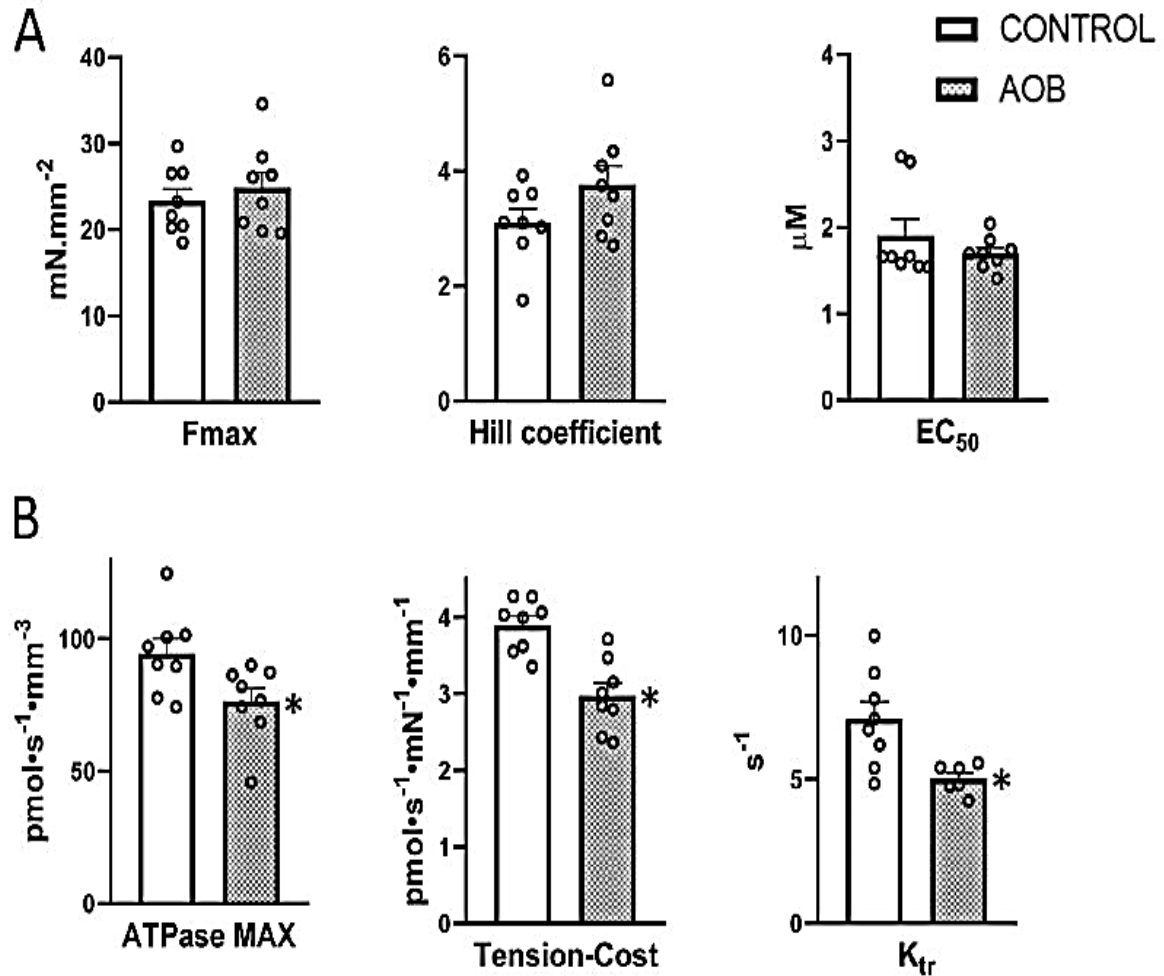 A
CONTROL
AOB
mN.mm⁻²
40
30
20
10
0
Fmax
6
4
2
0
Hill coefficient
μM
4
3
2
1
0
EC₅₀
B
pmol•s⁻¹•mm⁻³
100
50
0
*
ATPase MAX
pmol•s⁻¹•mN⁻¹•mm⁻¹
4
3
2
1
0
*
Tension-Cost
s⁻¹
10
5
0
*
Kₜᵣ